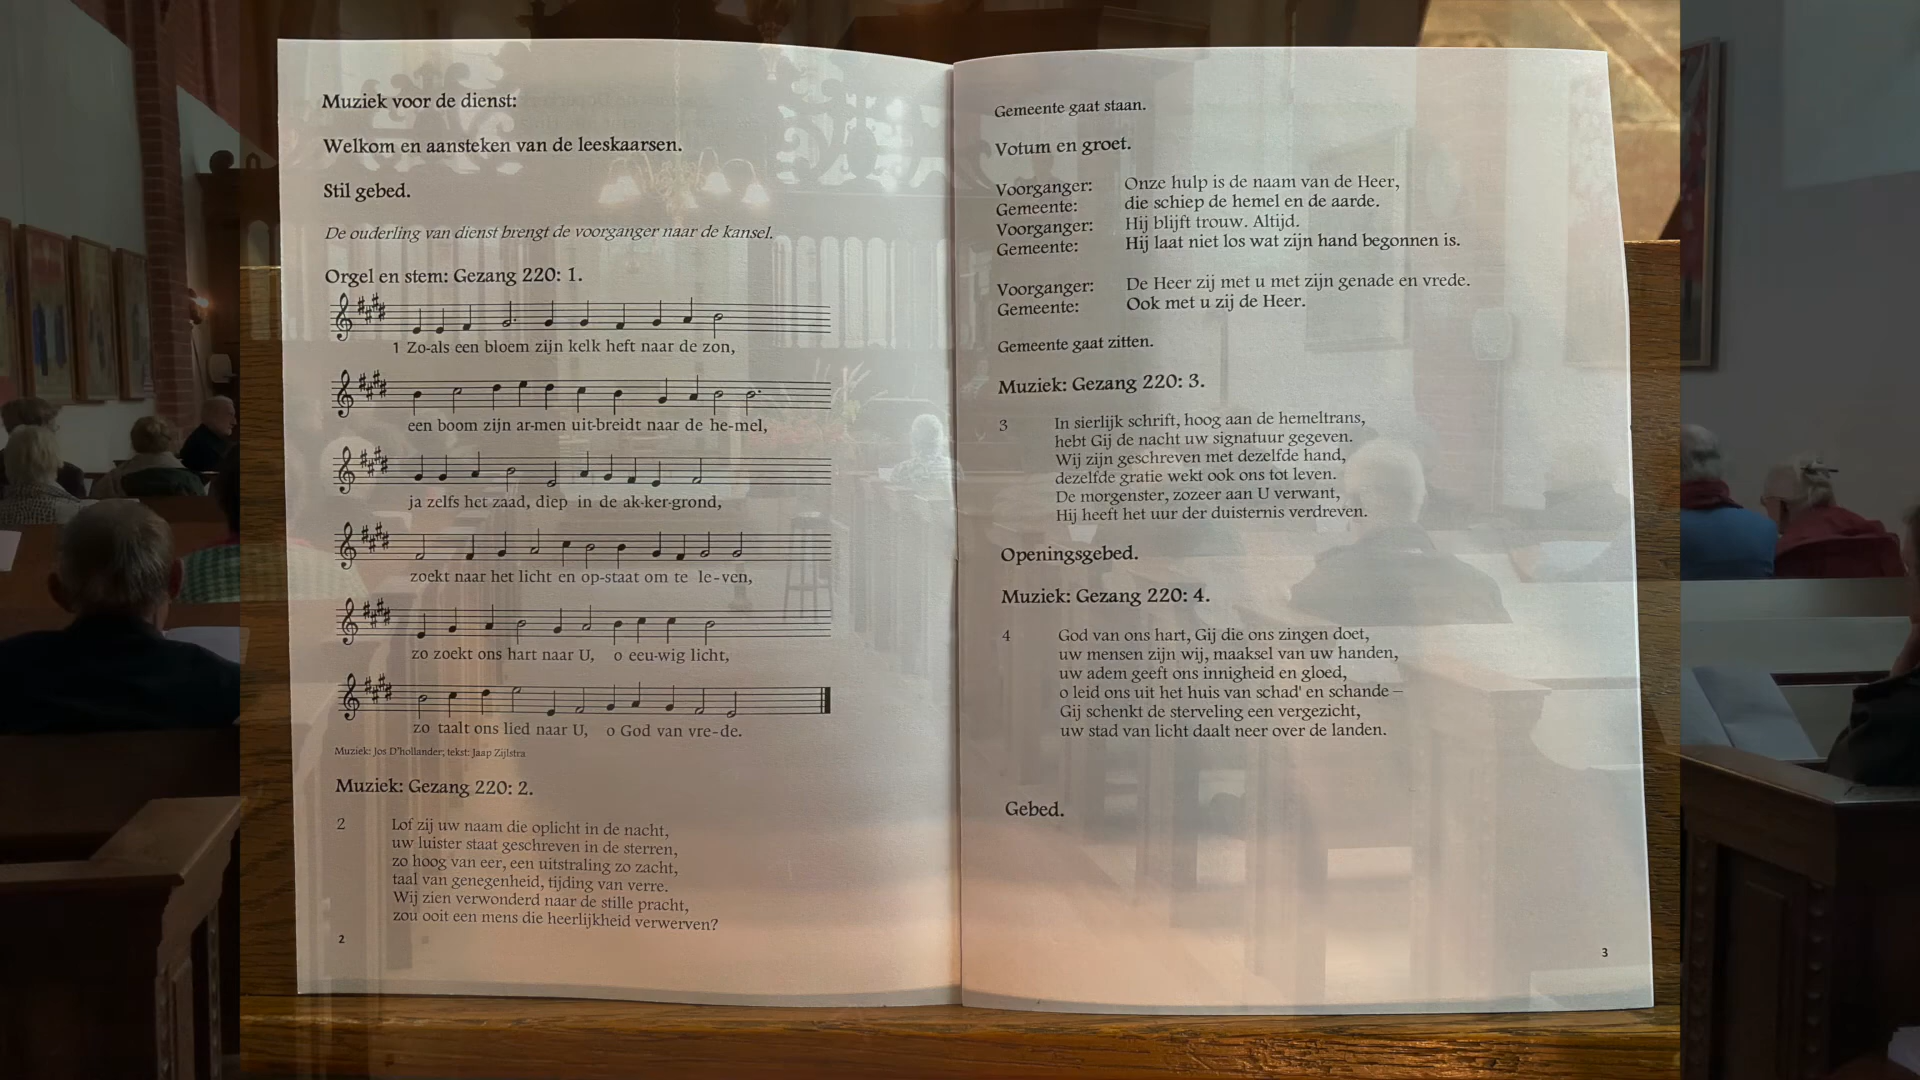 Muziek voor de dienst:
Welkom en aansteken van de leeskaarsen.
Stil gebed.
De ouderling van dienst brengt de voorganger naar de kansel.
Orgel en stem: Gezang 220: 1.
1 Zo-als een bloem zijn kelk heft naar de zon,
een boom zijn ar-men uit-breidt naar de he-mel,
ja zelfs het zaad, diep in de ak-ker-grond,
zoekt naar het licht en op-staat om te le-ven,
zo zoekt ons hart naar U, o eeu-wig licht,
zo taalt ons lied naar U, o God van vre-de.
Muziek: Jos D'hollander; tekst: Jaap Zijlstra
Muziek: Gezang 220: 2.
2 Lof zij uw naam die oplicht in de nacht,
uw luister staat geschreven in de sterren,
zo hoog van eer, een uitstraling zo zacht,
taal van genegenheid, tijding van verre.
Wij zien verwonderd naar de stille pracht,
zou ooit een mens die heerlijkheid verwerven?
2
Gemeente gaat staan.
Votum en groet.
Voorganger: Onze hulp is de naam van de Heer,
Gemeente: die schiep de hemel en de aarde.
Voorganger: Hij blijft trouw. Altijd.
Gemeente: Hij laat niet los wat zijn hand begonnen is.
Voorganger: De Heer zij met u met zijn genade en vrede.
Gemeente: Ook met u zij de Heer.
Gemeente gaat zitten.
Muziek: Gezang 220: 3.
3 In sierlijk schrift, hoog aan de hemeltrans,
hebt Gij de nacht uw signatuur gegeven.
Wij zijn geschreven met dezelfde hand,
dezelfde gratie wekt ook ons tot leven.
De morgenster, zozeer aan U verwant,
Hij heeft het uur der duisternis verdreven.
Openingsgebed.
Muziek: Gezang 220: 4.
4 God van ons hart, Gij die ons zingen doet,
uw mensen zijn wij, maaksel van uw handen,
uw adem geeft ons innigheid en gloed,
o leid ons uit het huis van schad' en schande –
Gij schenkt de sterveling een vergezicht,
uw stad van licht daalt neer over de landen.
Gebed.
3